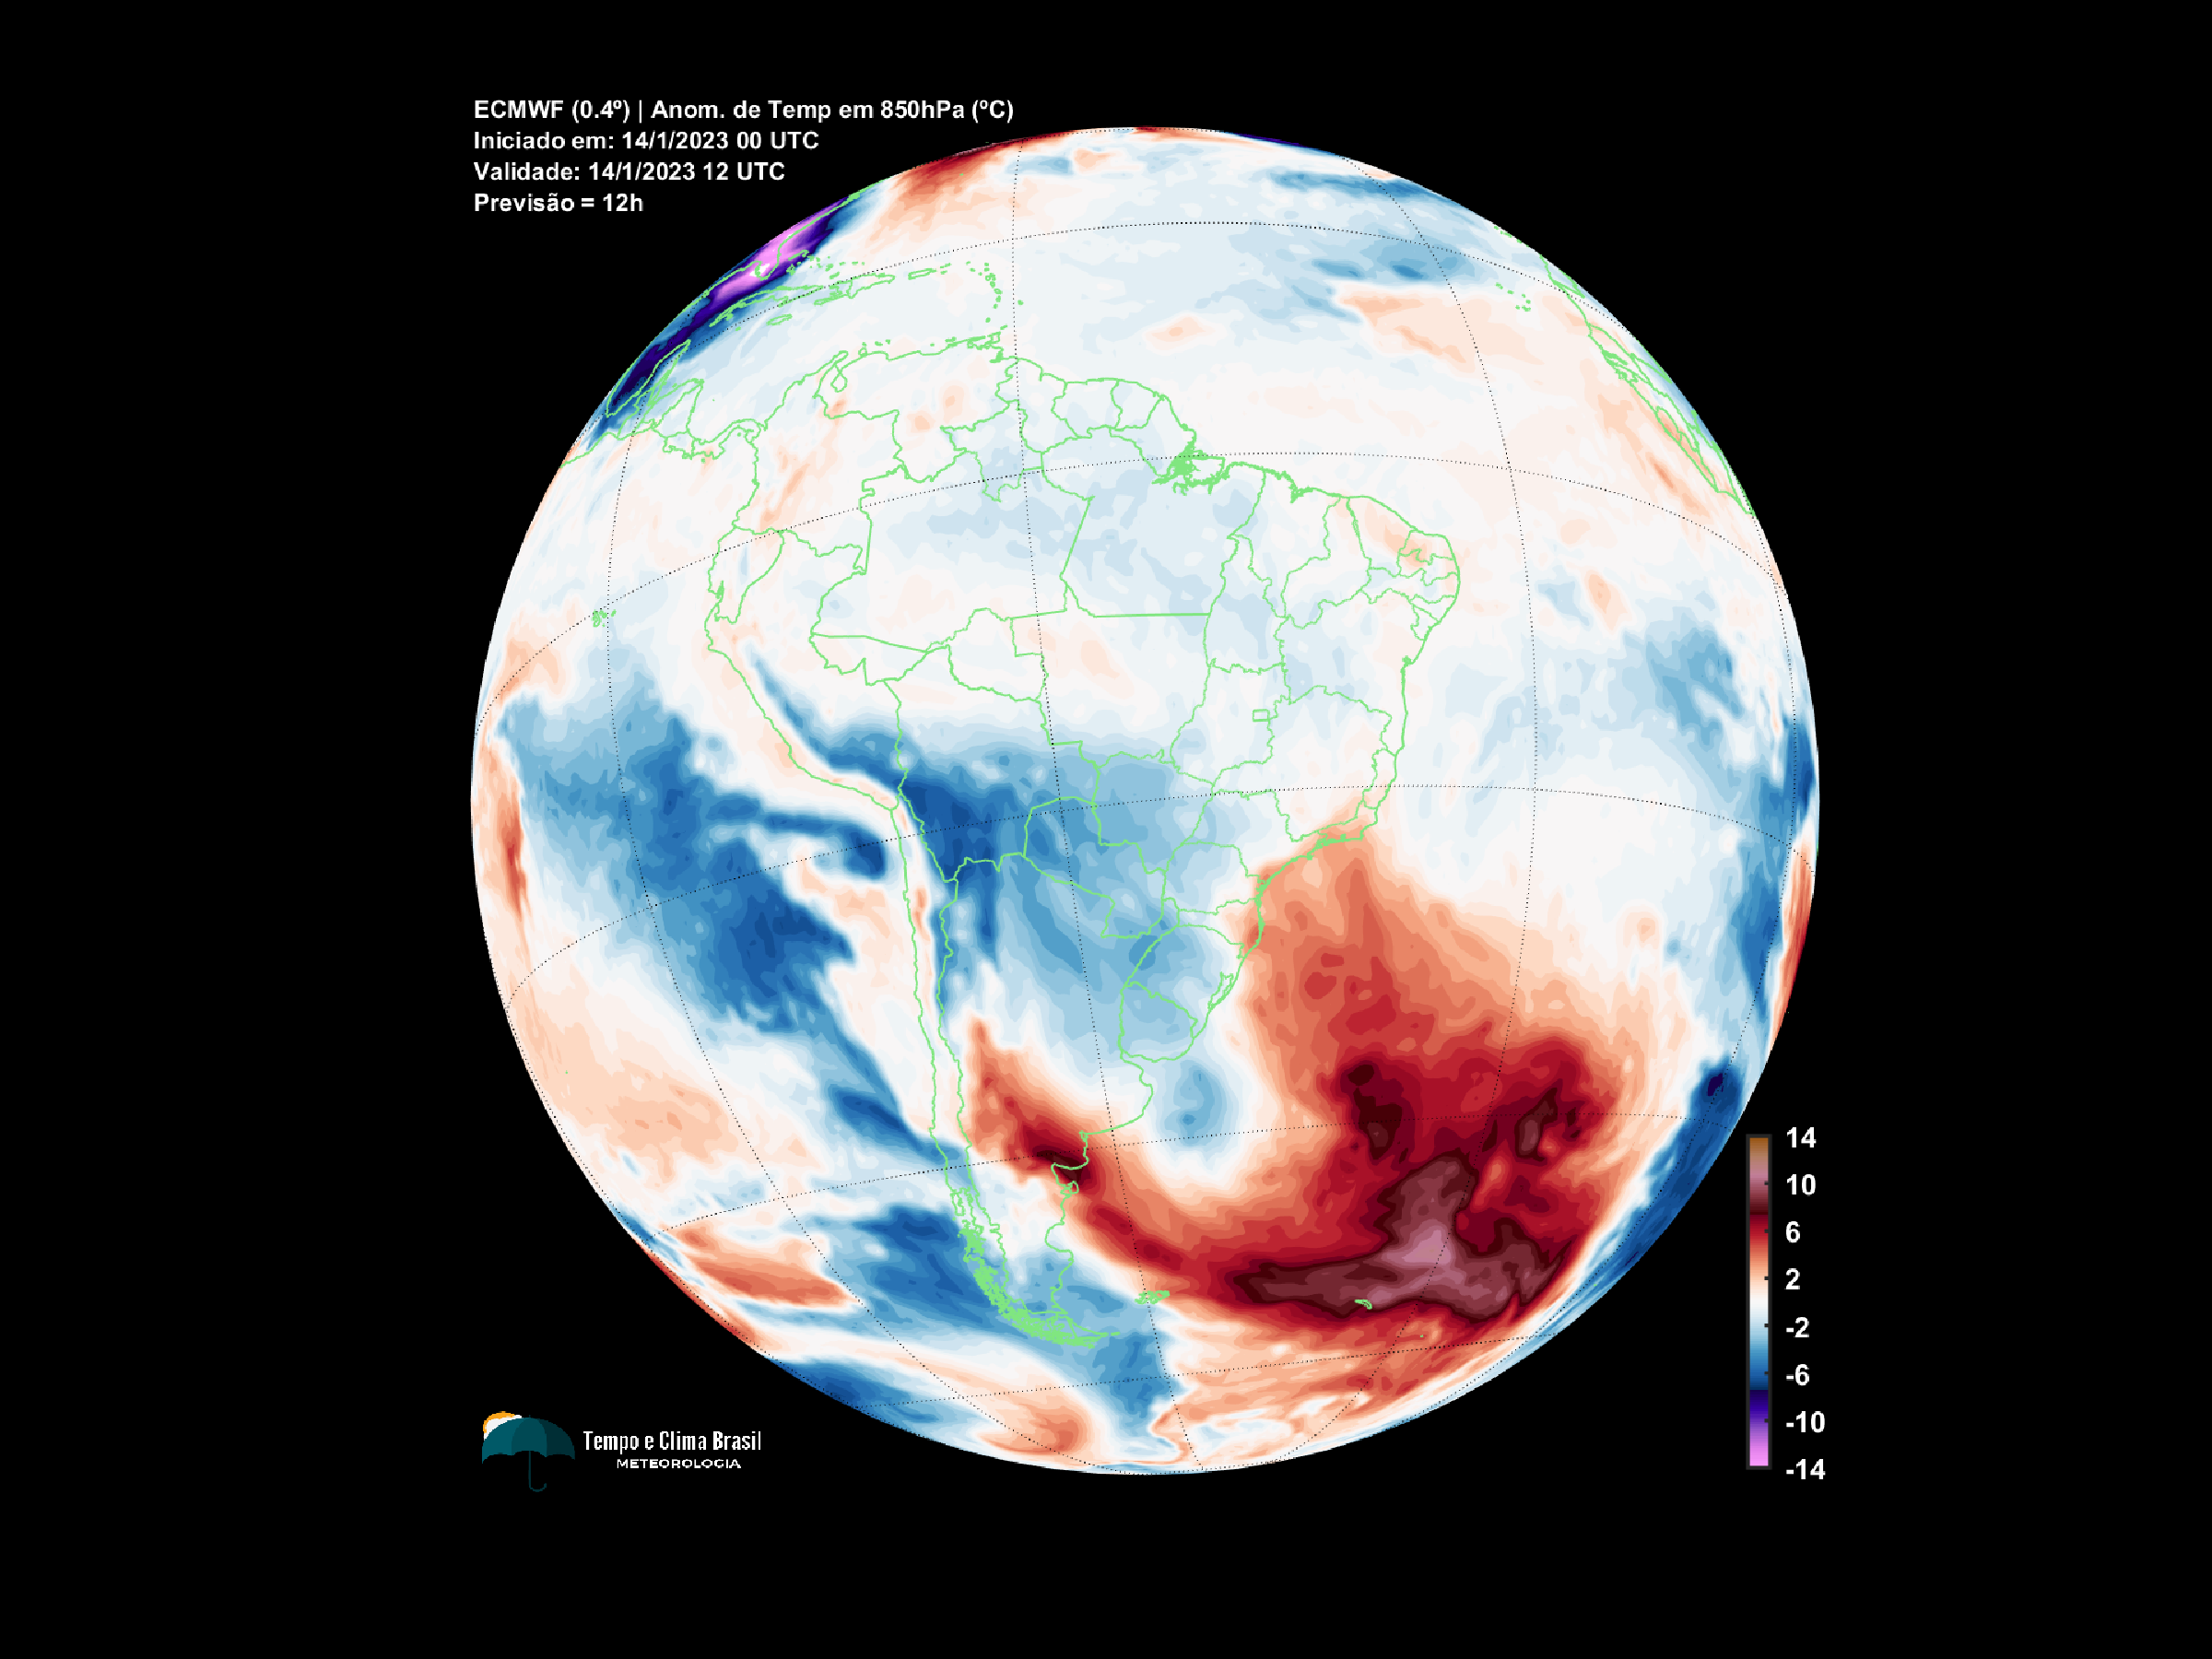 ECMWF (0.4º) | Anom. de Temp em 850hPa (ºC)
Iniciado em: 14/1/2023 00 UTC
Validade: 14/1/2023 12 UTC
Previsão = 12h
14
10
6
2
-2
-6
-10
-14
Tempo e Clima Brasil
METEOROLOGIA